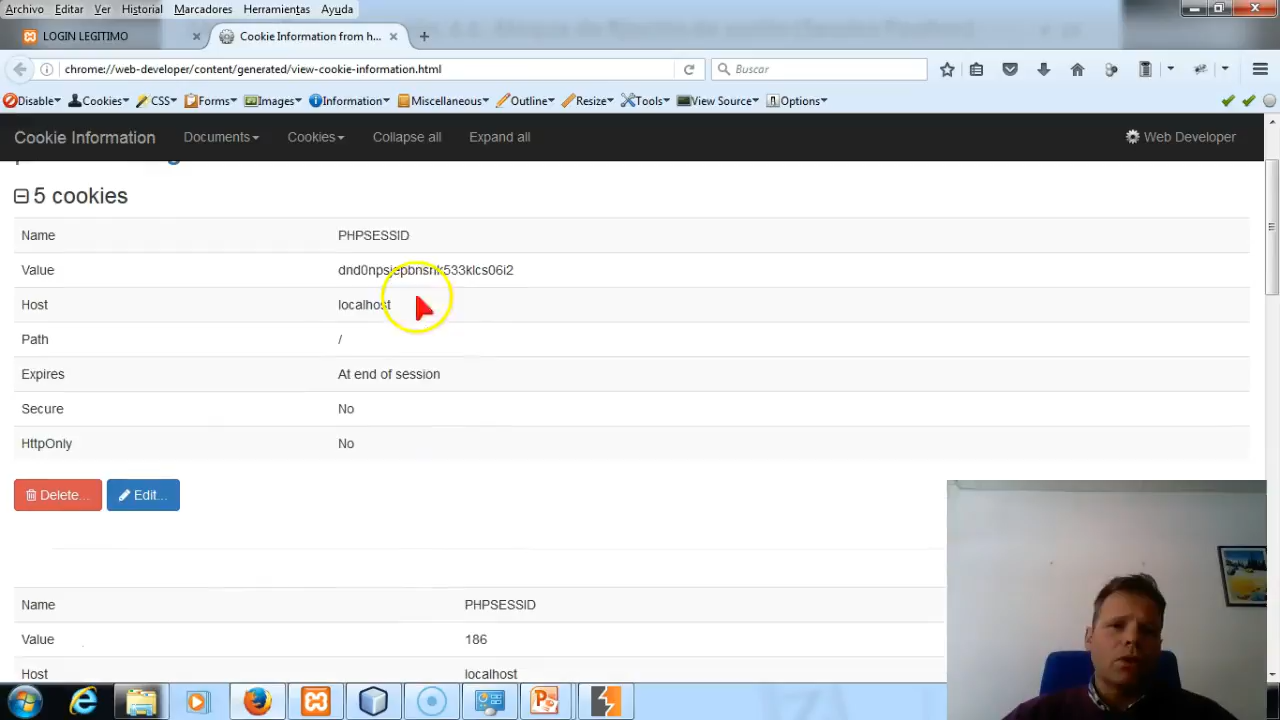 Archivo Editar Ver Historial Marcadores Herramientas Ayuda
LOGIN LEGITIMO
Cookie Information from h...
chrome://web-developer/content/generated/view-cookie-information.html
Buscar
Disable Cookies CSS Forms Images Information Miscellaneous Outline Resize Tools View Source Options
Cookie Information Documents Cookies Collapse all Expand all Web Developer
5 cookies
Name PHPSESSID
Value
Host localhost
Path /
Expires At end of session
Secure No
HttpOnly No
Delete... Edit...
Name PHPSESSID
Value 186
Host localhost